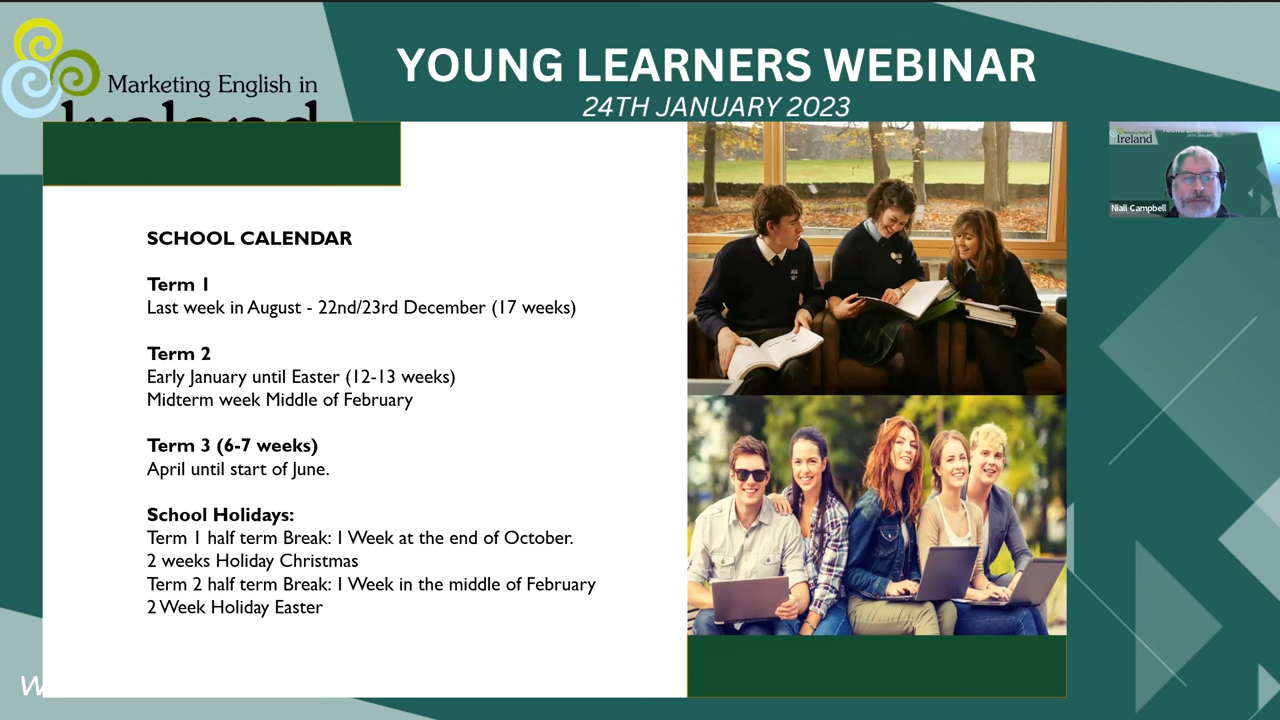 Marketing English in
Ireland
YOUNG LEARNERS WEBINAR
24TH JANUARY 2023
SCHOOL CALENDAR
Term 1
Last week in August - 22nd/23rd December (17 weeks)
Term 2
Early January until Easter (12-13 weeks)
Midterm week Middle of February
Term 3 (6-7 weeks)
April until start of June.
School Holidays:
Term 1 half term Break: 1 Week at the end of October.
2 weeks Holiday Christmas
Term 2 half term Break: 1 Week in the middle of February
2 Week Holiday Easter
Marketing English in
Ireland
Niall Campbell
W